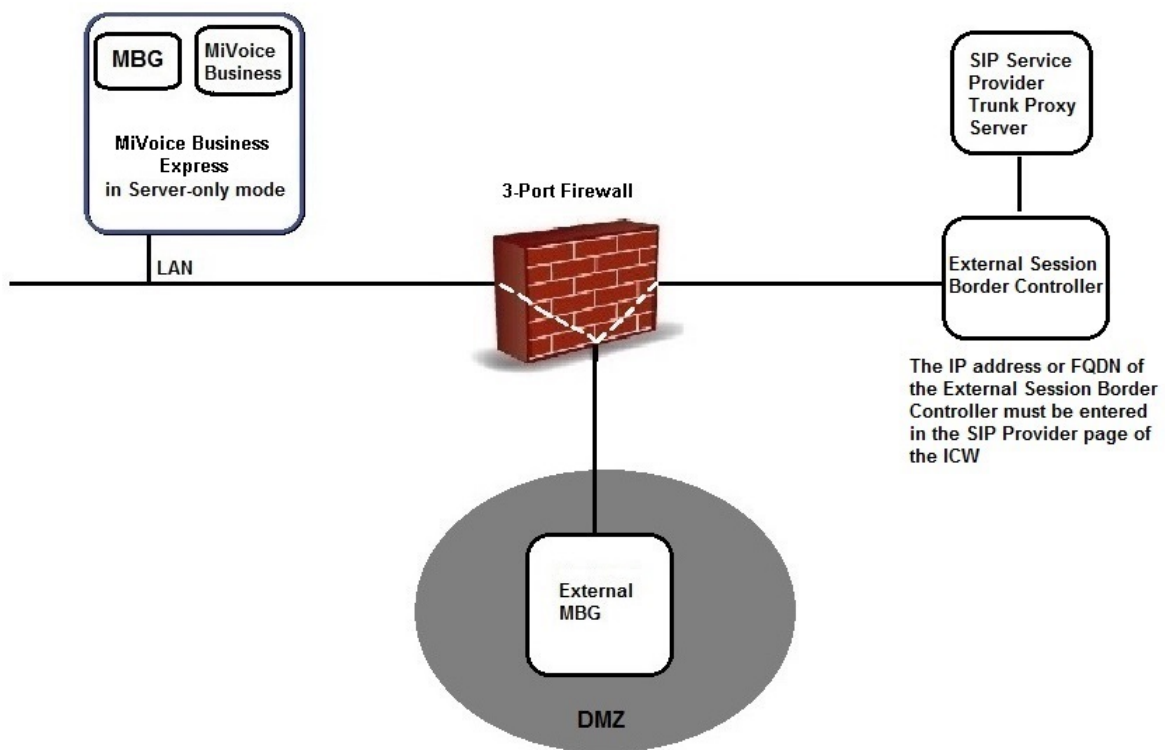 MBG
MiVoice
Business
MiVoice Business
Express
in Server-only mode
LAN
3-Port Firewall
SIP Service
Provider
Trunk Proxy
Server
External Session
Border Controller
The IP address or FQDN of
the External Session Border
Controller must be entered
in the SIP Provider page of
the ICW
External
MBG
DMZ